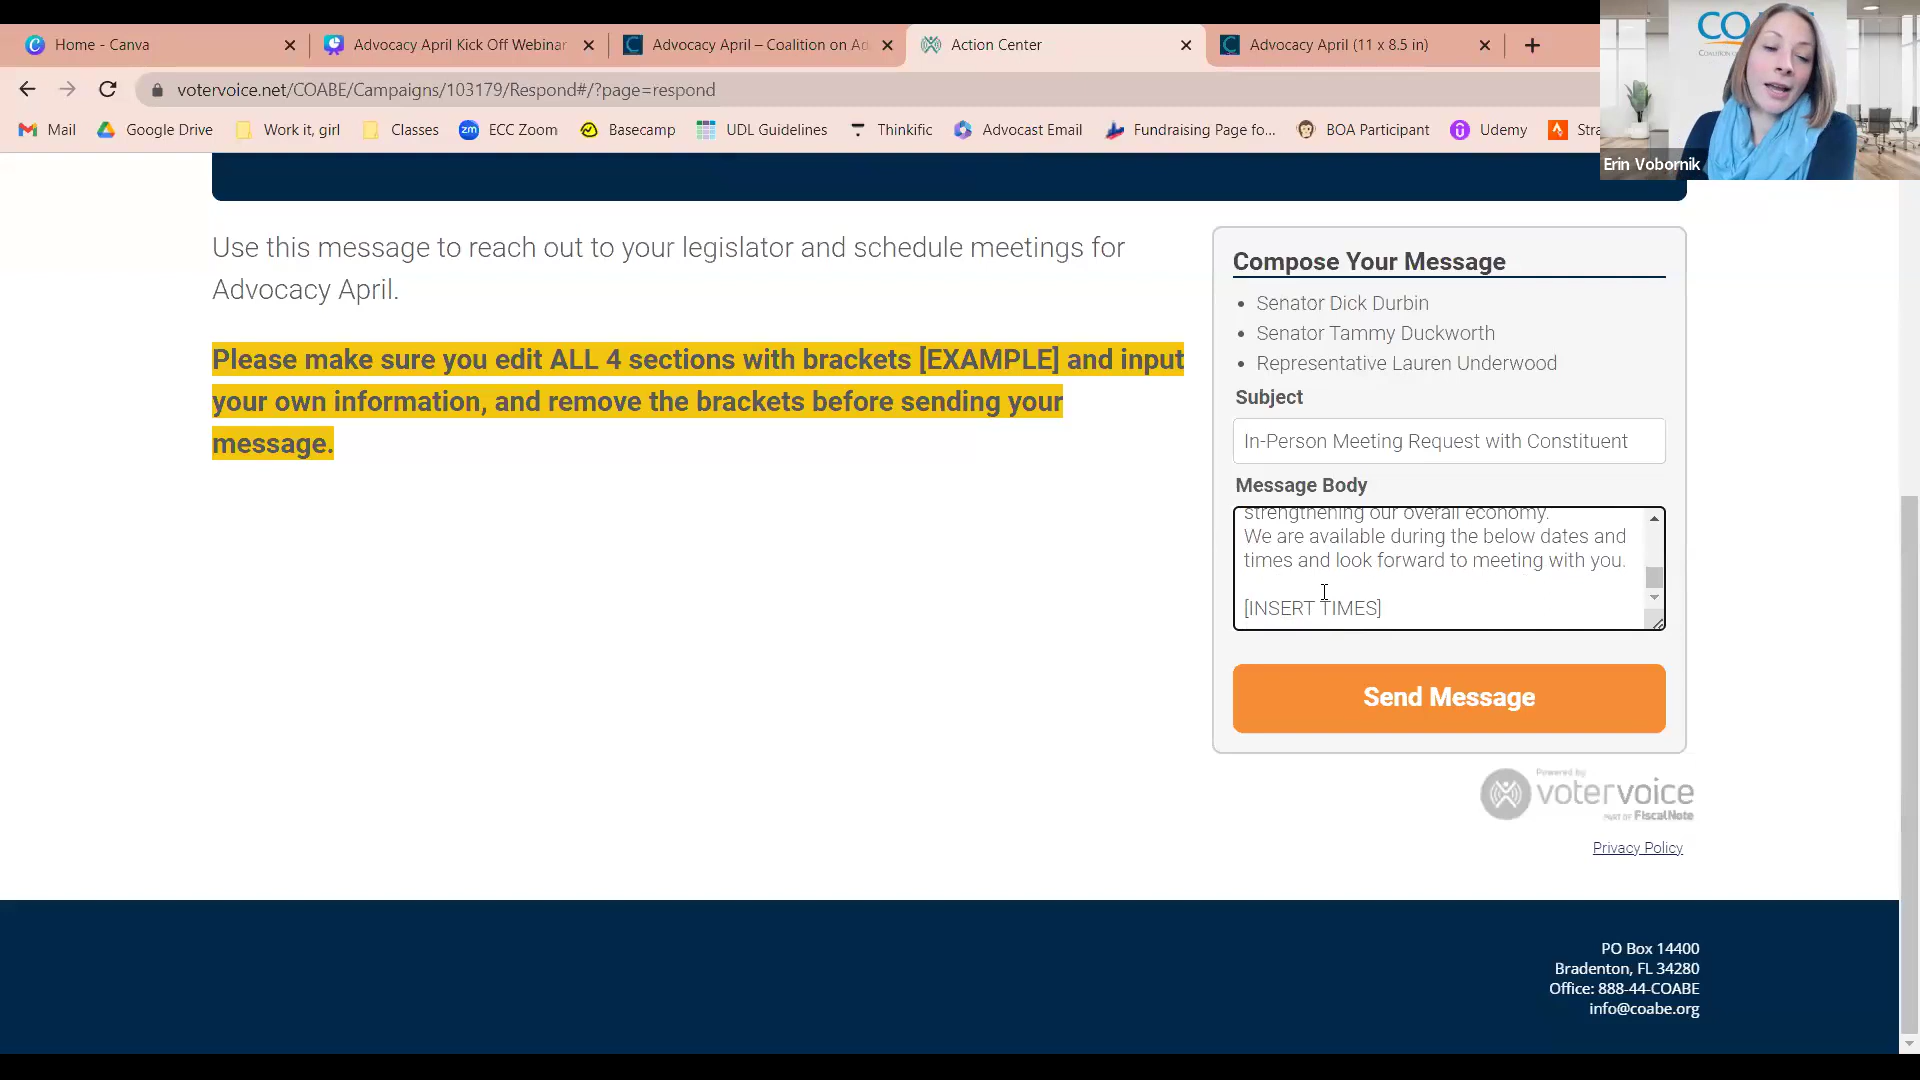 Home - Canva
Advocacy April Kick Off Webinar
Advocacy April – Coalition on Ad
Action Center
Advocacy April (11 x 8.5 in)
votervoice.net/COABE/Campaigns/103179/Respond#/?page=respond
Mail
Google Drive
Work it, girl
Classes
ECC Zoom
Basecamp
UDL Guidelines
Thinkific
Advocast Email
Fundraising Page fo...
BOA Participant
Udemy
Stra
Erin Vobornik
Use this message to reach out to your legislator and schedule meetings for
Advocacy April.
Please make sure you edit ALL 4 sections with brackets [EXAMPLE] and input
your own information, and remove the brackets before sending your
message.
Compose Your Message
• Senator Dick Durbin
• Senator Tammy Duckworth
• Representative Lauren Underwood
Subject
In-Person Meeting Request with Constituent
Message Body
strengthening our overall economy.
We are available during the below dates and
times and look forward to meeting with you.
[INSERT TIMES]
Send Message
Powered by
votervoice
PART OF FiscalNote
Privacy Policy
PO Box 14400
Bradenton, FL 34280
Office: 888-44-COABE
info@coabe.org